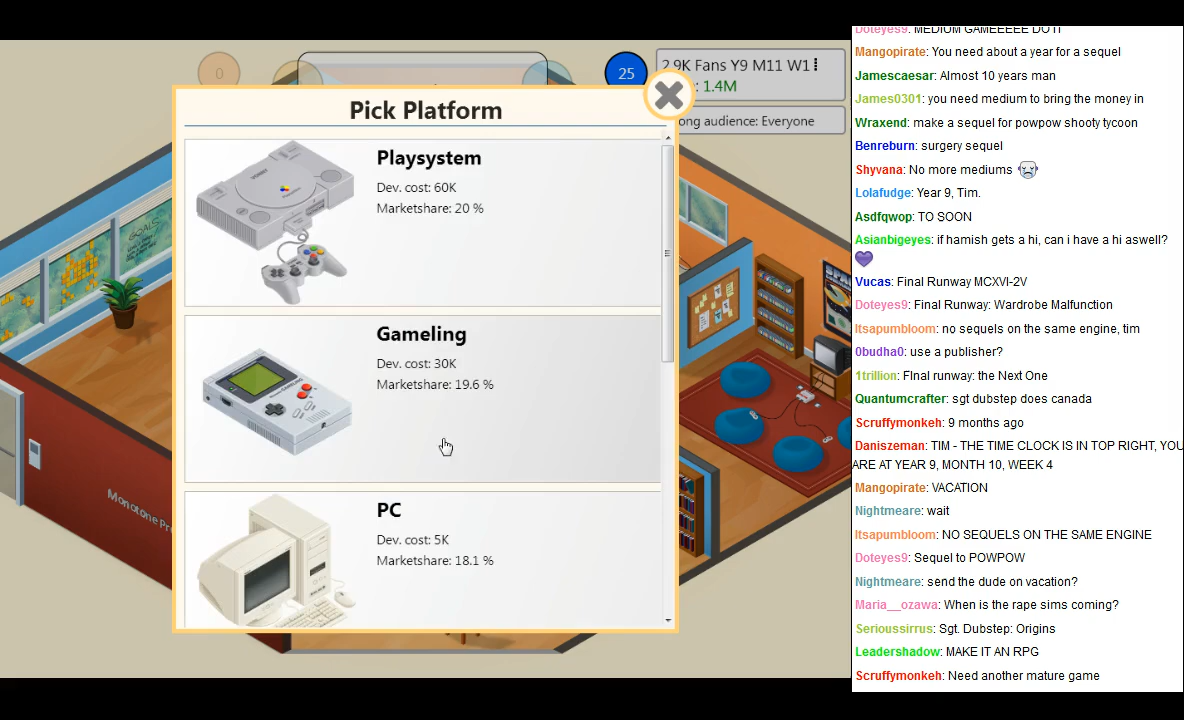 0
25
2.9K Fans Y9 M11 W1
: 1.4M
ong audience: Everyone
Pick Platform
Playsystem
Dev. cost: 60K
Marketshare: 20 %
Gameling
Dev. cost: 30K
Marketshare: 19.6 %
PC
Dev. cost: 5K
Marketshare: 18.1 %
GOALS
Monotone Pr
Doteyes9: MEDIUM GAMEEEEE DO IT
Mangopirate: You need about a year for a sequel
Jamescaesar: Almost 10 years man
James0301: you need medium to bring the money in
Wraxend: make a sequel for powpow shooty tycoon
Benreburn: surgery sequel
Shyvana: No more mediums
Lolafudge: Year 9, Tim.
Asdfqwop: TO SOON
Asianbigeyes: if hamish gets a hi, can i have a hi aswell?
Vucas: Final Runway MCXVI-2V
Doteyes9: Final Runway: Wardrobe Malfunction
Itsapumbloom: no sequels on the same engine, tim
0budha0: use a publisher?
1trillion: FInal runway: the Next One
Quantumcrafter: sgt dubstep does canada
Scruffymonkeh: 9 months ago
Daniszeman: TIM - THE TIME CLOCK IS IN TOP RIGHT, YOU
ARE AT YEAR 9, MONTH 10, WEEK 4
Mangopirate: VACATION
Nightmeare: wait
Itsapumbloom: NO SEQUELS ON THE SAME ENGINE
Doteyes9: Sequel to POWPOW
Nightmeare: send the dude on vacation?
Maria__ozawa: When is the rape sims coming?
Serioussirrus: Sgt. Dubstep: Origins
Leadershadow: MAKE IT AN RPG
Scruffymonkeh: Need another mature game